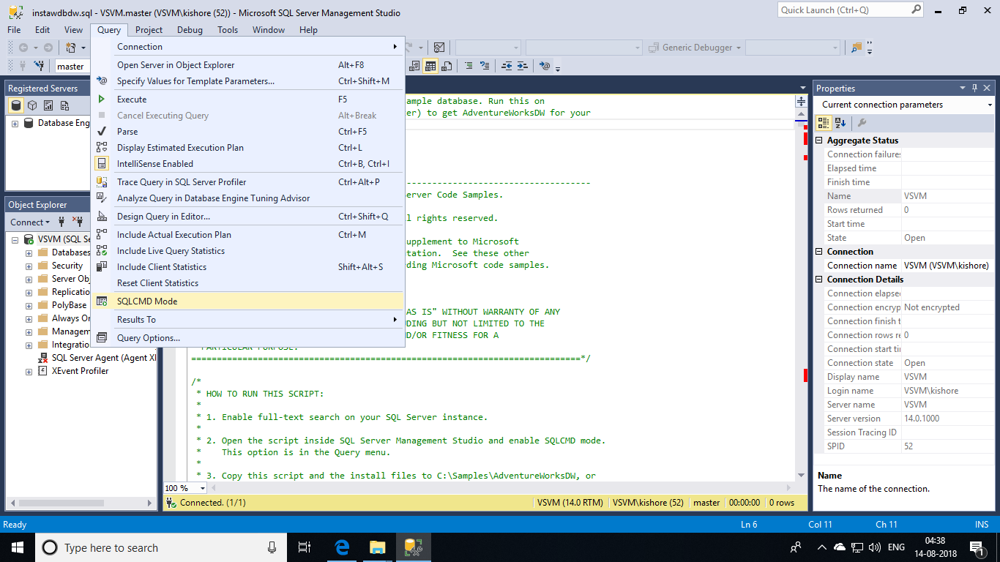 instawdbdw.sql - VSVM.master (VSVM\kishore (52)) - Microsoft SQL Server Management Studio
Quick Launch (Ctrl+Q)
File Edit View Query Project Debug Tools Window Help
Generic Debugger
master
Connection
Open Server in Object Explorer Alt+F8
Specify Values for Template Parameters... Ctrl+Shift+M
Execute F5
Cancel Executing Query Alt+Break
Parse Ctrl+F5
Display Estimated Execution Plan Ctrl+L
IntelliSense Enabled Ctrl+B, Ctrl+I
Trace Query in SQL Server Profiler Ctrl+Alt+P
Analyze Query in Database Engine Tuning Advisor
Design Query in Editor... Ctrl+Shift+Q
Include Actual Execution Plan Ctrl+M
Include Live Query Statistics
Include Client Statistics Shift+Alt+S
Reset Client Statistics
SQLCMD Mode
Results To
Query Options...
Registered Servers
Database Eng
Object Explorer
Connect
VSVM (SQL Se
Databases
Security
Server Obj
Replicatio
PolyBase
Always On
Managem
Integratio
SQL Server Agent (Agent XI
XEvent Profiler
ample database. Run this on
er) to get AdventureWorksDW for your
------------------------------------
erver Code Samples.
l rights reserved.
upplement to Microsoft
tation.  See these other
ding Microsoft code samples.
AS IS" WITHOUT WARRANTY OF ANY
DING BUT NOT LIMITED TO THE
D/OR FITNESS FOR A
PARTICULAR PURPOSE.
============================================================================*/
/*
* HOW TO RUN THIS SCRIPT:
*
* 1. Enable full-text search on your SQL Server instance.
*
* 2. Open the script inside SQL Server Management Studio and enable SQLCMD mode.
*    This option is in the Query menu.
*
* 3. Copy this script and the install files to C:\Samples\AdventureWorksDW, or
100 %
Connected. (1/1) VSVM (14.0 RTM) VSVM\kishore (52) master 00:00:00 0 rows
Properties
Current connection parameters
Aggregate Status
Connection failures
Elapsed time
Finish time
Name VSVM
Rows returned 0
Start time
State Open
Connection
Connection name VSVM (VSVM\kishore)
Connection Details
Connection elapse
Connection encryp Not encrypted
Connection finish t
Connection rows re 0
Connection start ti
Connection state Open
Display name VSVM
Login name VSVM\kishore
Server name VSVM
Server version 14.0.1000
Session Tracing ID
SPID 52
Name
The name of the connection.
Ready Ln 6 Col 11 Ch 11 INS
Type here to search
ENG
04:38
14-08-2018
1